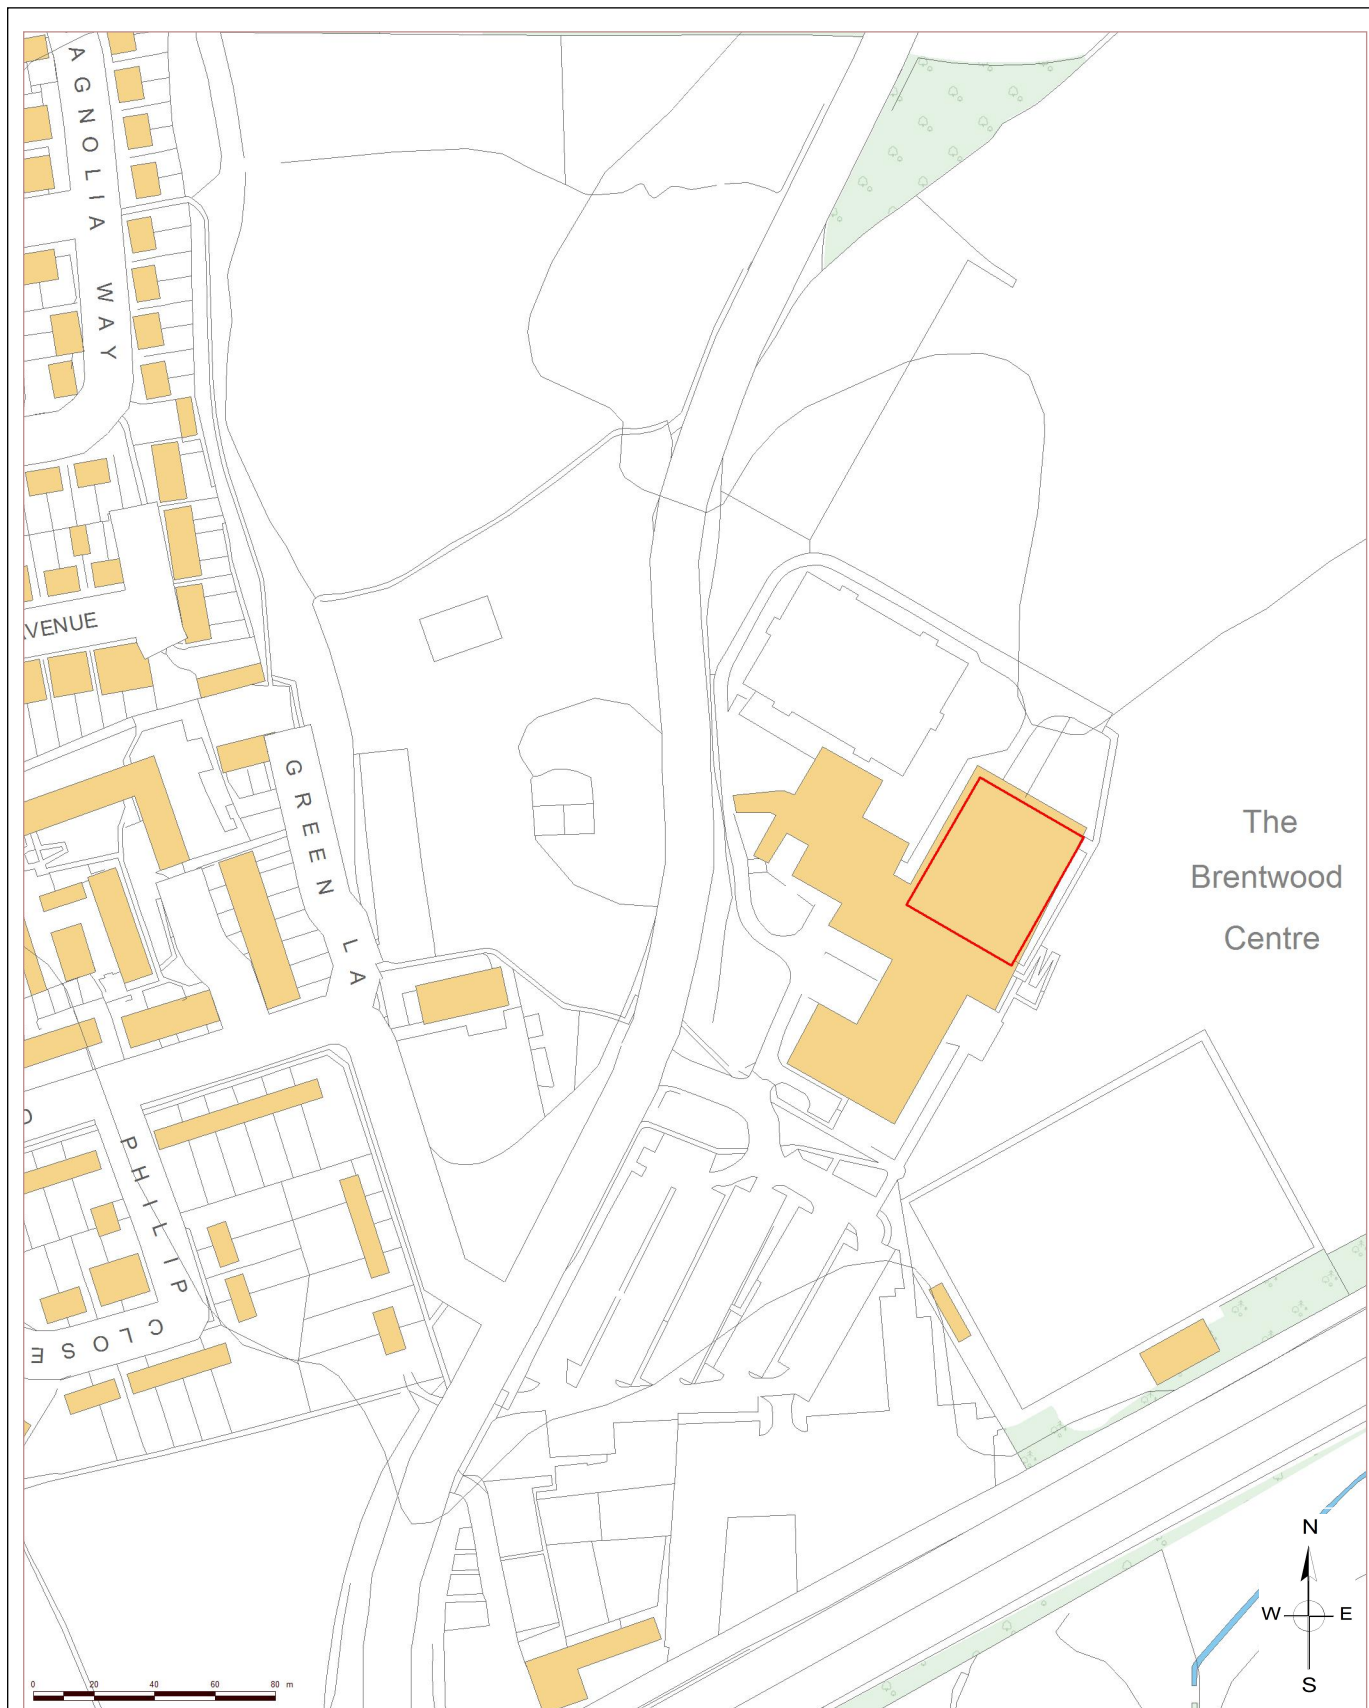 AGNOLIA WAY
VENUE
GREEN LA
The
Brentwood
Centre
PHILIP
CLOSE
N
W
E
S
0 20 40 60 80 m